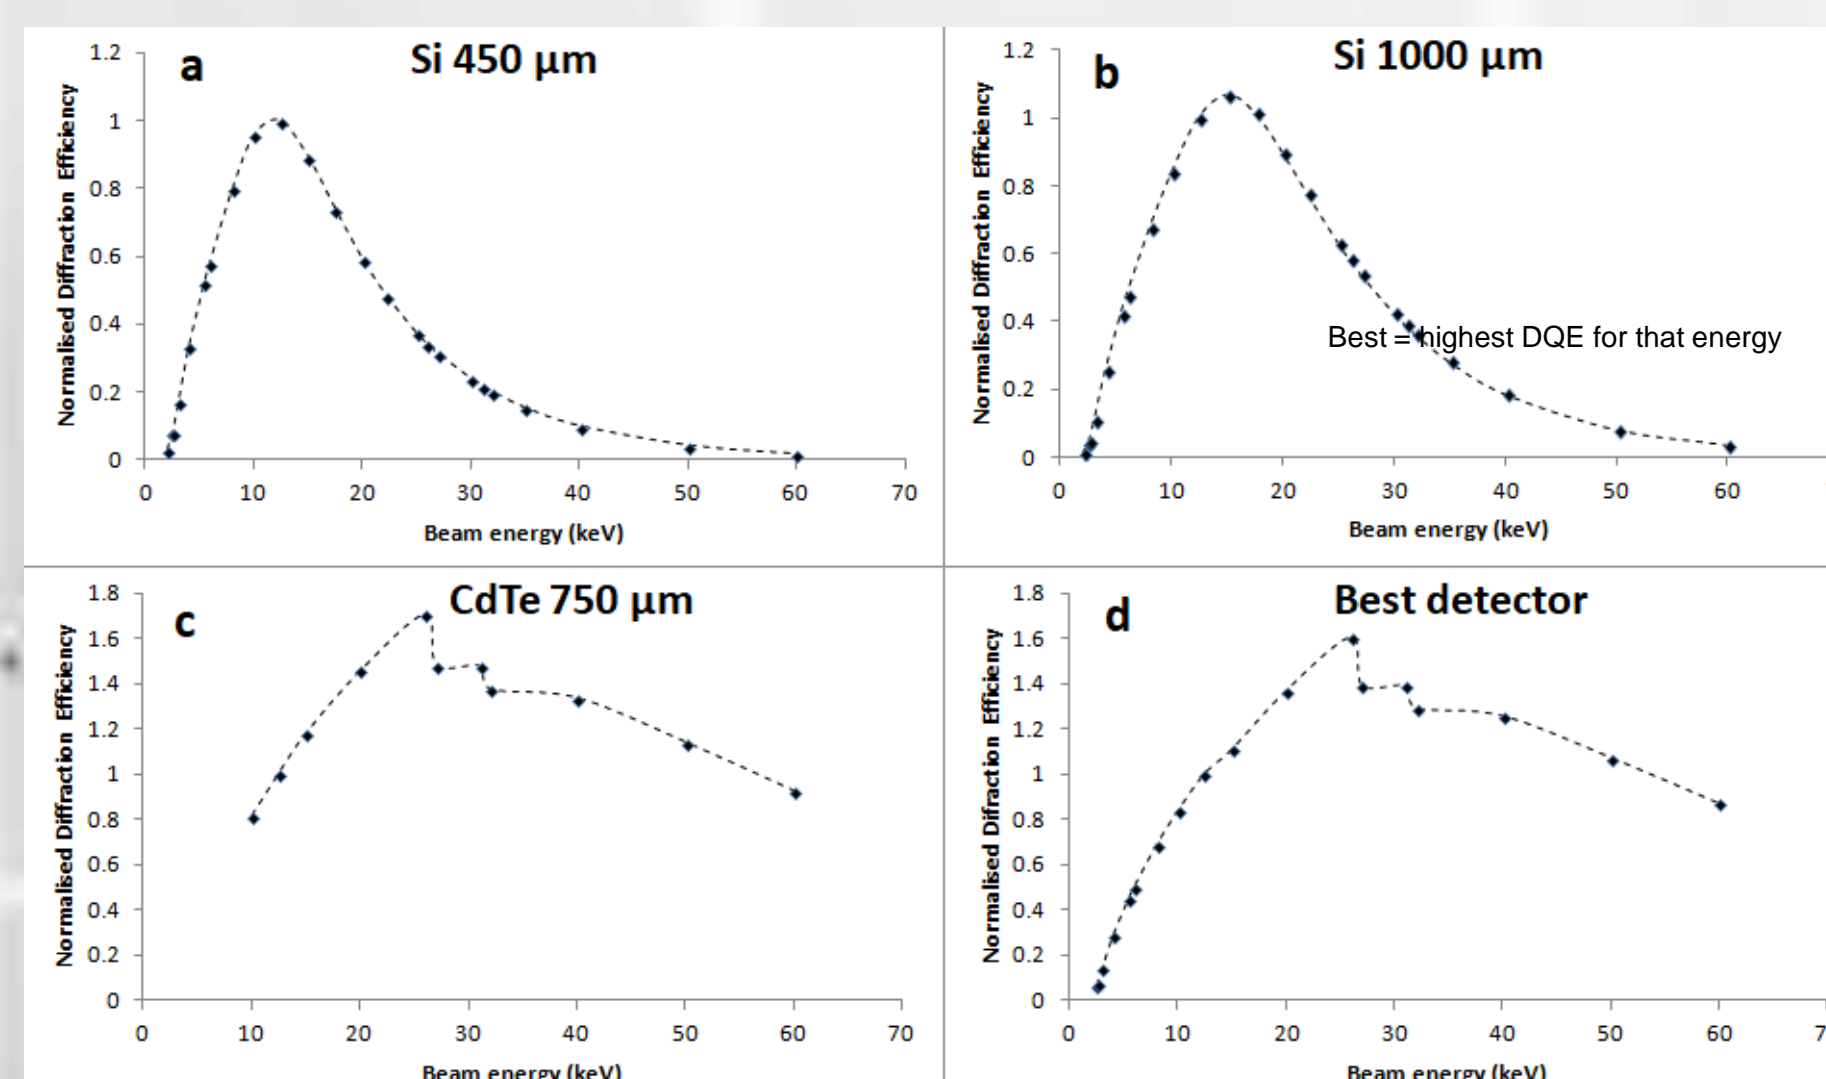 a
Si 450 μm
Normalised Diffraction Efficiency
1.2
1
0.8
0.6
0.4
0.2
0
0 10 20 30 40 50 60 70
Beam energy (keV)
b
Si 1000 μm
Normalised Diffraction Efficiency
1.2
1
0.8
0.6
0.4
0.2
0
Best = highest DQE for that energy
0 10 20 30 40 50 60
Beam energy (keV)
c
CdTe 750 μm
Normalised Diffraction Efficiency
1.8
1.6
1.4
1.2
1
0.8
0.6
0.4
0.2
0
0 10 20 30 40 50 60 70
Beam energy (keV)
d
Best detector
Normalised Difraction Efficiency
1.8
1.6
1.4
1.2
1
0.8
0.6
0.4
0.2
0
0 10 20 30 40 50 60 7
Beam energy (keV)